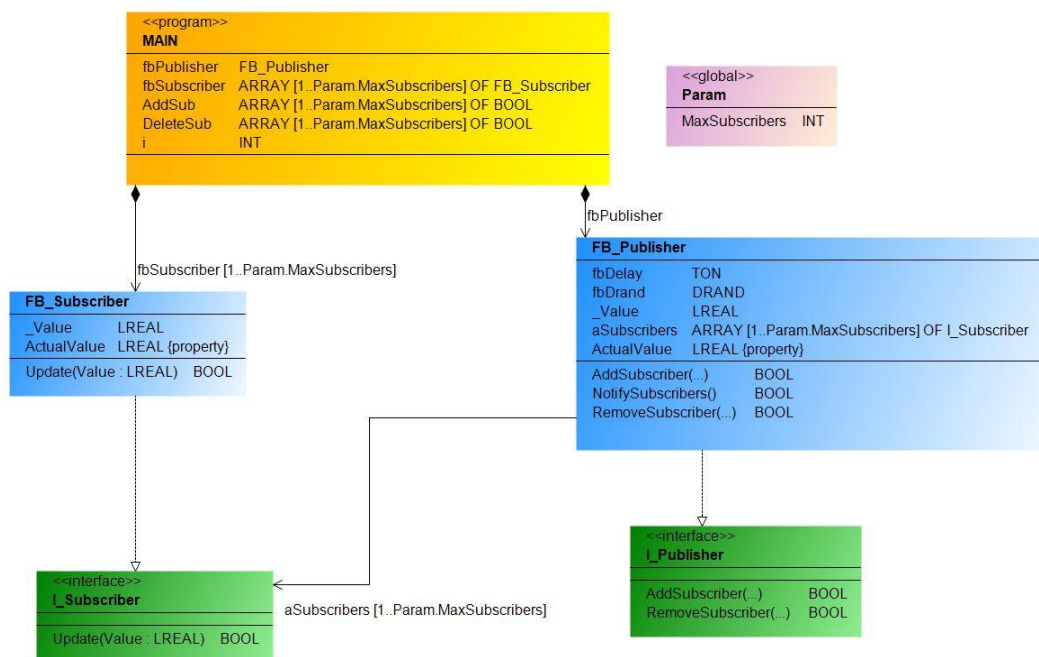 <<program>>
MAIN
fbPublisher FB_Publisher
fbSubscriber ARRAY [1..Param.MaxSubscribers] OF FB_Subscriber
AddSub ARRAY [1..Param.MaxSubscribers] OF BOOL
DeleteSub ARRAY [1..Param.MaxSubscribers] OF BOOL
i INT
<<global>>
Param
MaxSubscribers INT
fbPublisher
fbSubscriber [1..Param.MaxSubscribers]
FB_Publisher
fbDelay TON
fbDrand DRAND
_Value LREAL
aSubscribers ARRAY [1..Param.MaxSubscribers] OF I_Subscriber
ActualValue LREAL {property}
AddSubscriber(...) BOOL
NotifySubscribers() BOOL
RemoveSubscriber(...) BOOL
FB_Subscriber
_Value LREAL
ActualValue LREAL {property}
Update(Value : LREAL) BOOL
<<interface>>
I_Publisher
AddSubscriber(...) BOOL
RemoveSubscriber(...) BOOL
<<interface>>
I_Subscriber
Update(Value : LREAL) BOOL
aSubscribers [1..Param.MaxSubscribers]